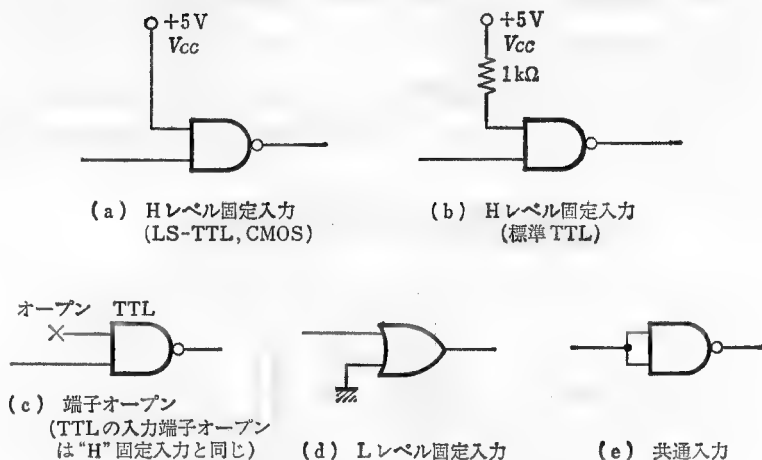 +5V
Vcc
+5V
Vcc
1kΩ
(a) Hレベル固定入力
(LS-TTL, CMOS)
(b) Hレベル固定入力
(標準TTL)
オープン TTL
(c) 端子オープン
(TTLの入力端子オープン
は"H"固定入力と同じ)
(d) Lレベル固定入力
(e) 共通入力